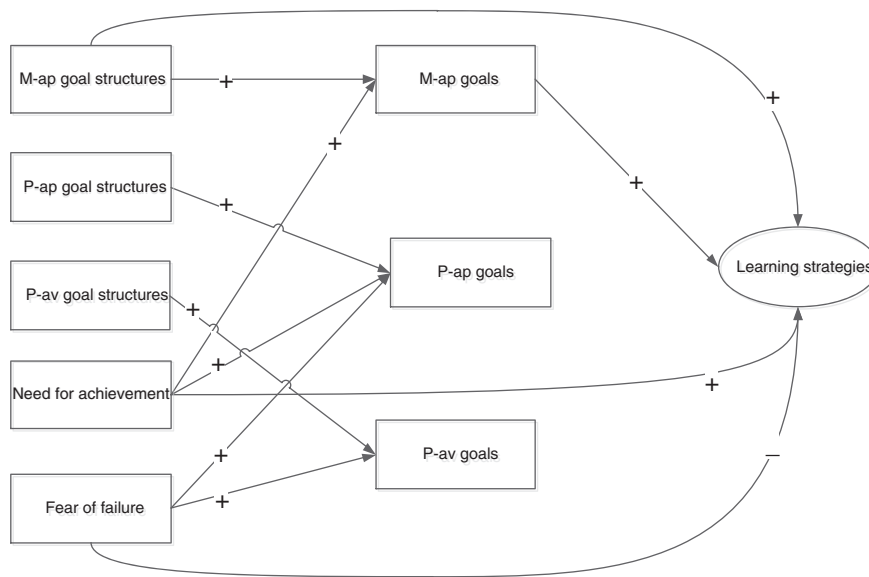 M-ap goal structures
+
M-ap goals
+
+
P-ap goal structures
+
+
P-ap goals
Learning strategies
P-av goal structures
+
+
Need for achievement
+
P-av goals
+
–
Fear of failure
+